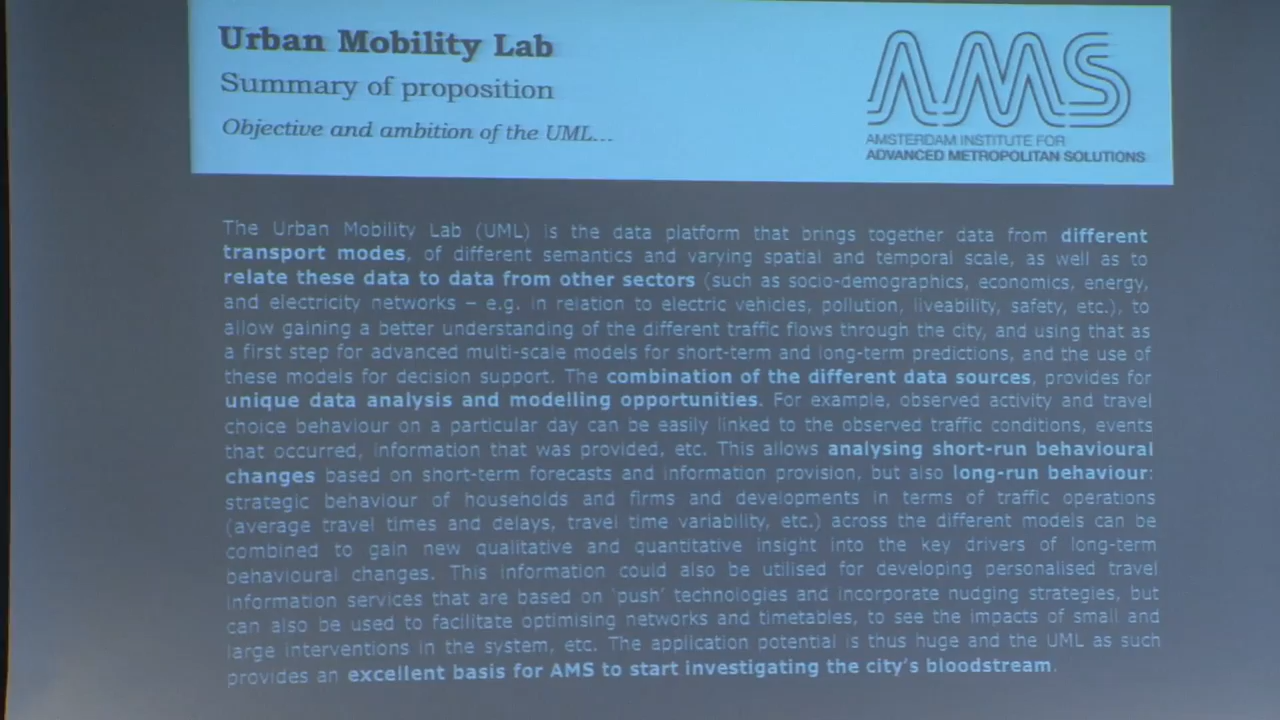 Urban Mobility Lab
Summary of proposition
Objective and ambition of the UML...
AMS
AMSTERDAM INSTITUTE FOR
ADVANCED METROPOLITAN SOLUTIONS
The Urban Mobility Lab (UML) is the data platform that brings together data from different
transport modes, of different semantics and varying spatial and temporal scale, as well as to
relate these data to data from other sectors (such as socio-demographics, economics, energy,
and electricity networks – e.g. in relation to electric vehicles, pollution, liveability, safety, etc.), to
allow gaining a better understanding of the different traffic flows through the city, and using that as
a first step for advanced multi-scale models for short-term and long-term predictions, and the use of
these models for decision support. The combination of the different data sources, provides for
unique data analysis and modelling opportunities. For example, observed activity and travel
choice behaviour on a particular day can be easily linked to the observed traffic conditions, events
that occurred, information that was provided, etc. This allows analysing short-run behavioural
changes based on short-term forecasts and information provision, but also long-run behaviour:
strategic behaviour of households and firms and developments in terms of traffic operations
(average travel times and delays, travel time variability, etc.) across the different models can be
combined to gain new qualitative and quantitative insight into the key drivers of long-term
behavioural changes. This information could also be utilised for developing personalised travel
information services that are based on 'push' technologies and incorporate nudging strategies, but
can also be used to facilitate optimising networks and timetables, to see the impacts of small and
large interventions in the system, etc. The application potential is thus huge and the UML as such
provides an excellent basis for AMS to start investigating the city's bloodstream.